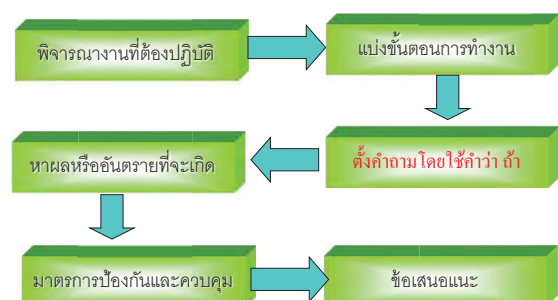 พิจารณางานที่ต้องปฏิบัติ
แบ่งขั้นตอนการทำงาน
ตั้งคำถามโดยใช้คำว่า ถ้า
หาผลหรืออันตรายที่จะเกิด
มาตรการป้องกันและควบคุม
ข้อเสนอแนะ